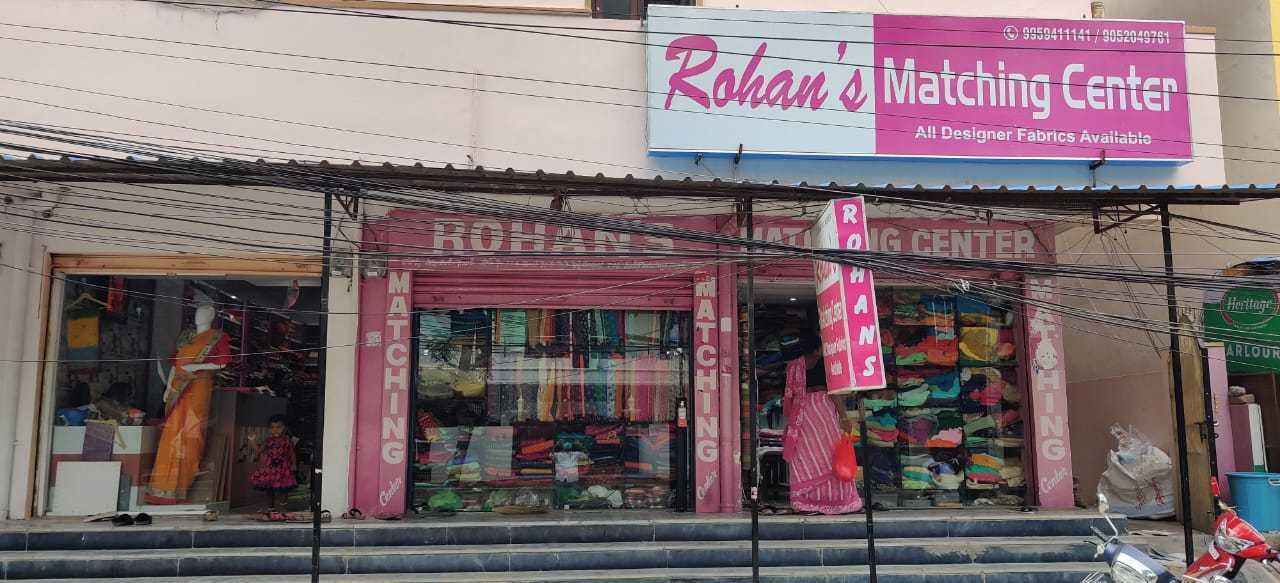 9959411141 / 9052049761
Rohan's Matching Center
All Designer Fabrics Available
ROHAN'S MATCHING CENTER
ROHANS
MATCHING
Center
MATCHING
Center
MATCHING
Center
Heritage
ARLOUR